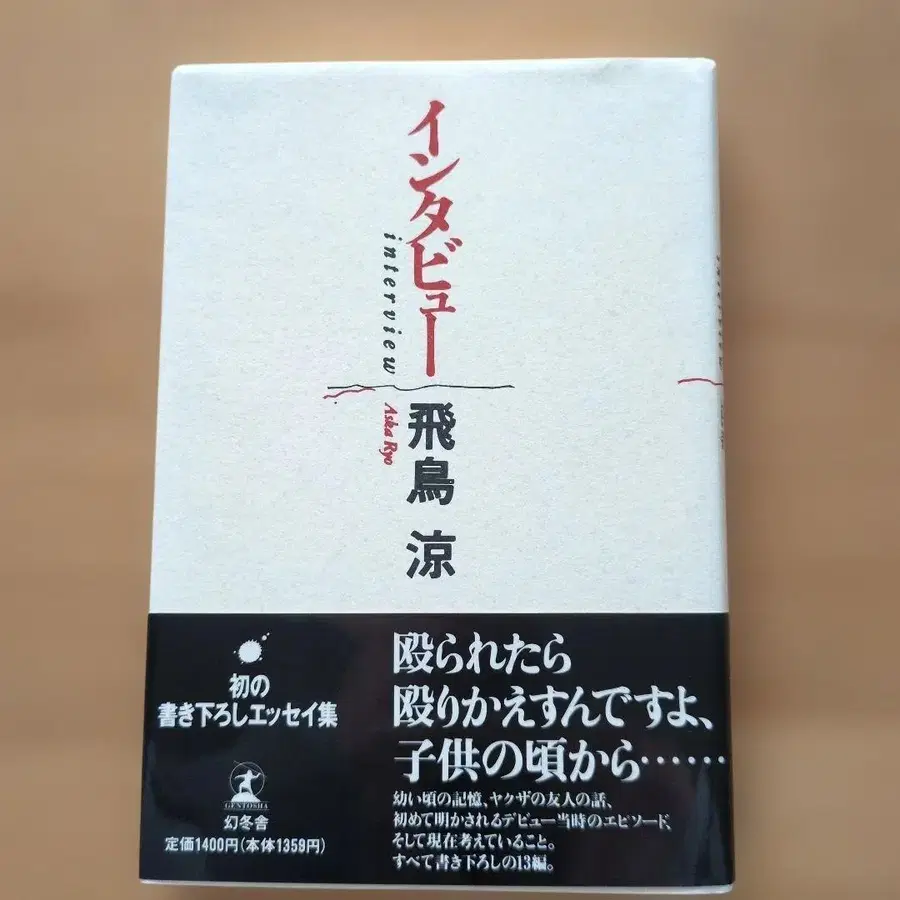 インタビュー
interview
飛鳥 涼
Aska Ryo
殴られたら
殴りかえすんですよ、
子供の頃から……
幼い頃の記憶、ヤクザの友人の話、
初めて明かされるデビュー当時のエピソード、
そして現在考えていること。
すべて書き下ろしの13編。
初の
書き下ろしエッセイ集
GENTOSHA
幻冬舎
定価1400円(本体1359円)